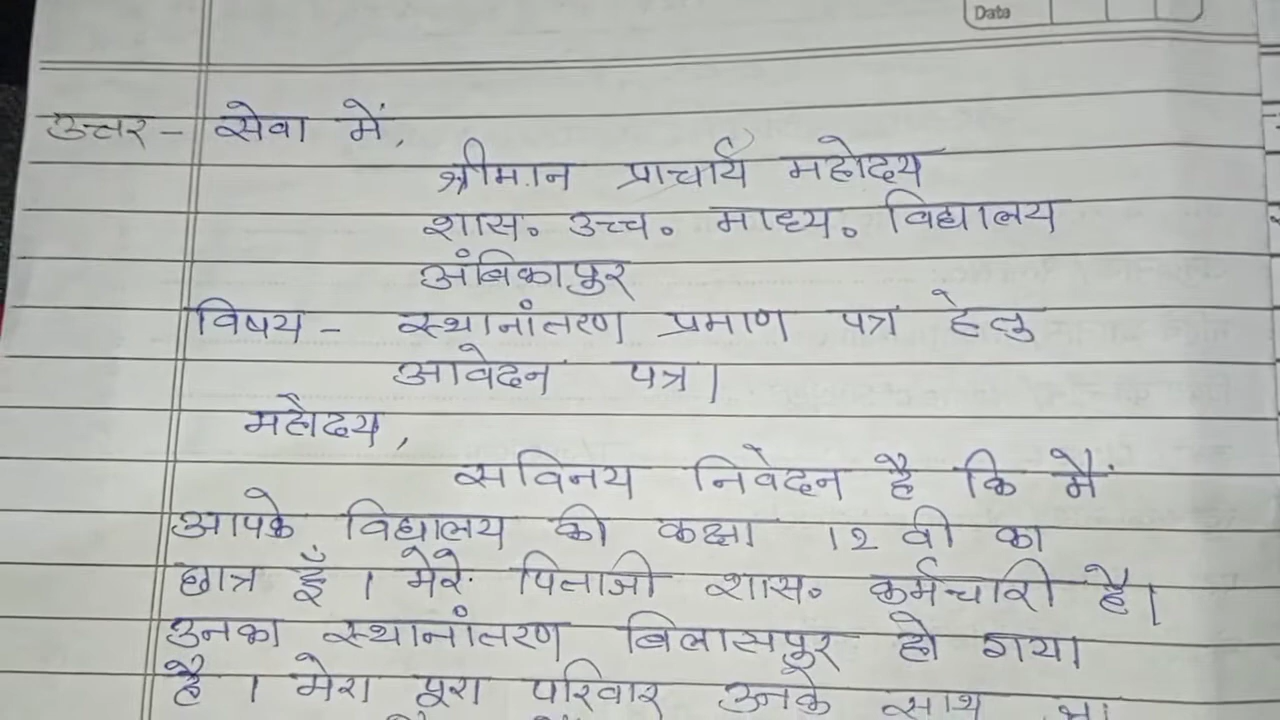 Data
उत्तर - सेवा में,
श्रीमान प्राचार्य महोदय
शास. उच्च. माध्य. विद्यालय
अंबिकापुर
विषय - स्थानांतरण प्रमाण पत्र हेतु
आवेदन पत्र।
महोदय,
सविनय निवेदन है कि मैं
आपके विद्यालय की कक्षा 12 वी का
छात्र हूँ। मेरे पिताजी शास. कर्मचारी है।
उनका स्थानांतरण बिलासपुर हो गया
है। मेरा पूरा परिवार उनके साथ